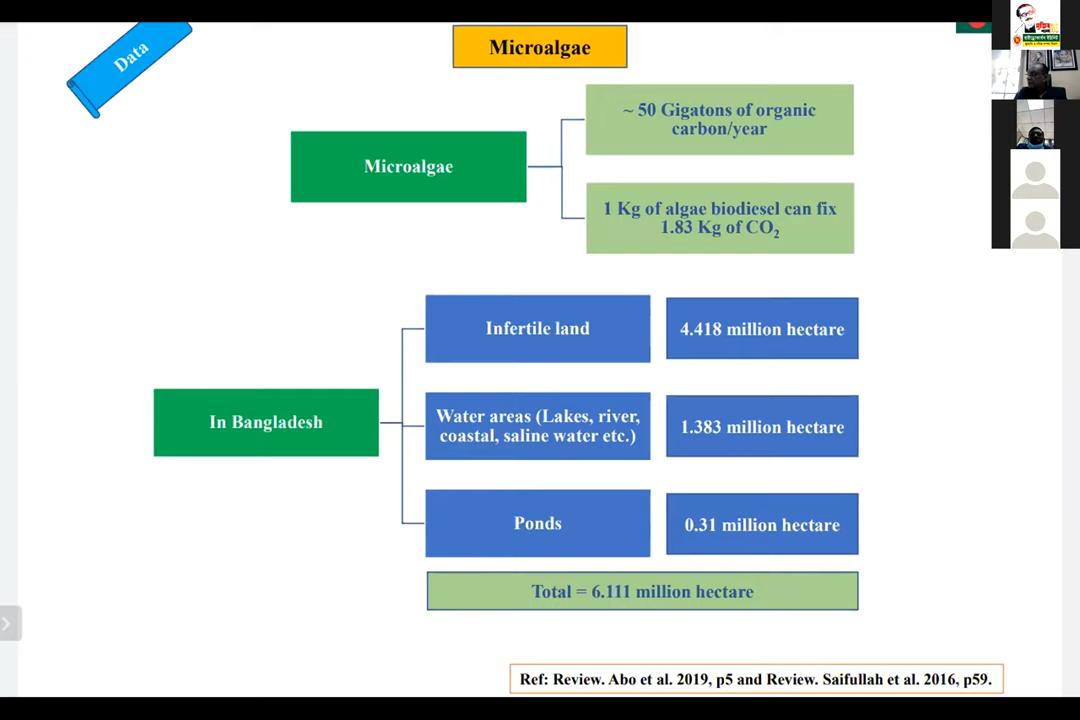 Data
Microalgae
Microalgae
~ 50 Gigatons of organic
carbon/year
1 Kg of algae biodiesel can fix
1.83 Kg of CO₂
In Bangladesh
Infertile land
4.418 million hectare
Water areas (Lakes, river,
coastal, saline water etc.)
1.383 million hectare
Ponds
0.31 million hectare
Total = 6.111 million hectare
Ref: Review. Abo et al. 2019, p5 and Review. Saifullah et al. 2016, p59.